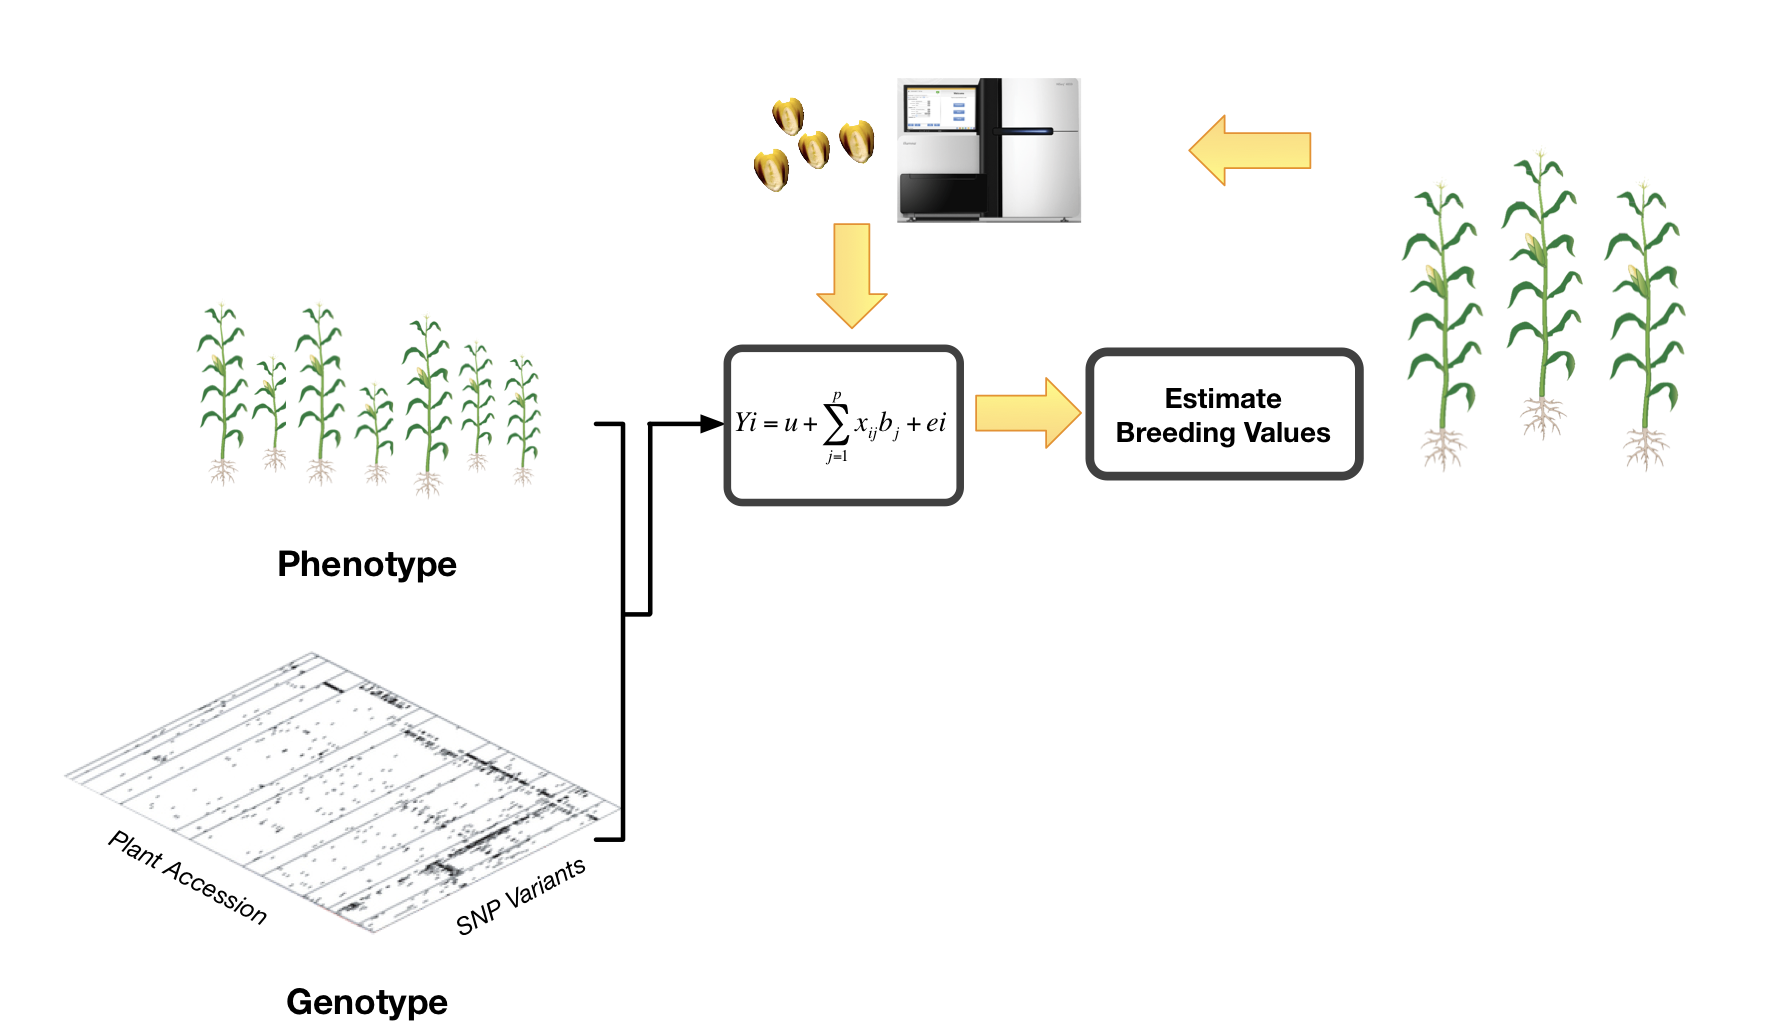 Yi = u + \sum_{j=1}^{p} x_{ij} b_j + ei
Estimate
Breeding Values
Phenotype
Plant Accession
SNP Variants
Genotype